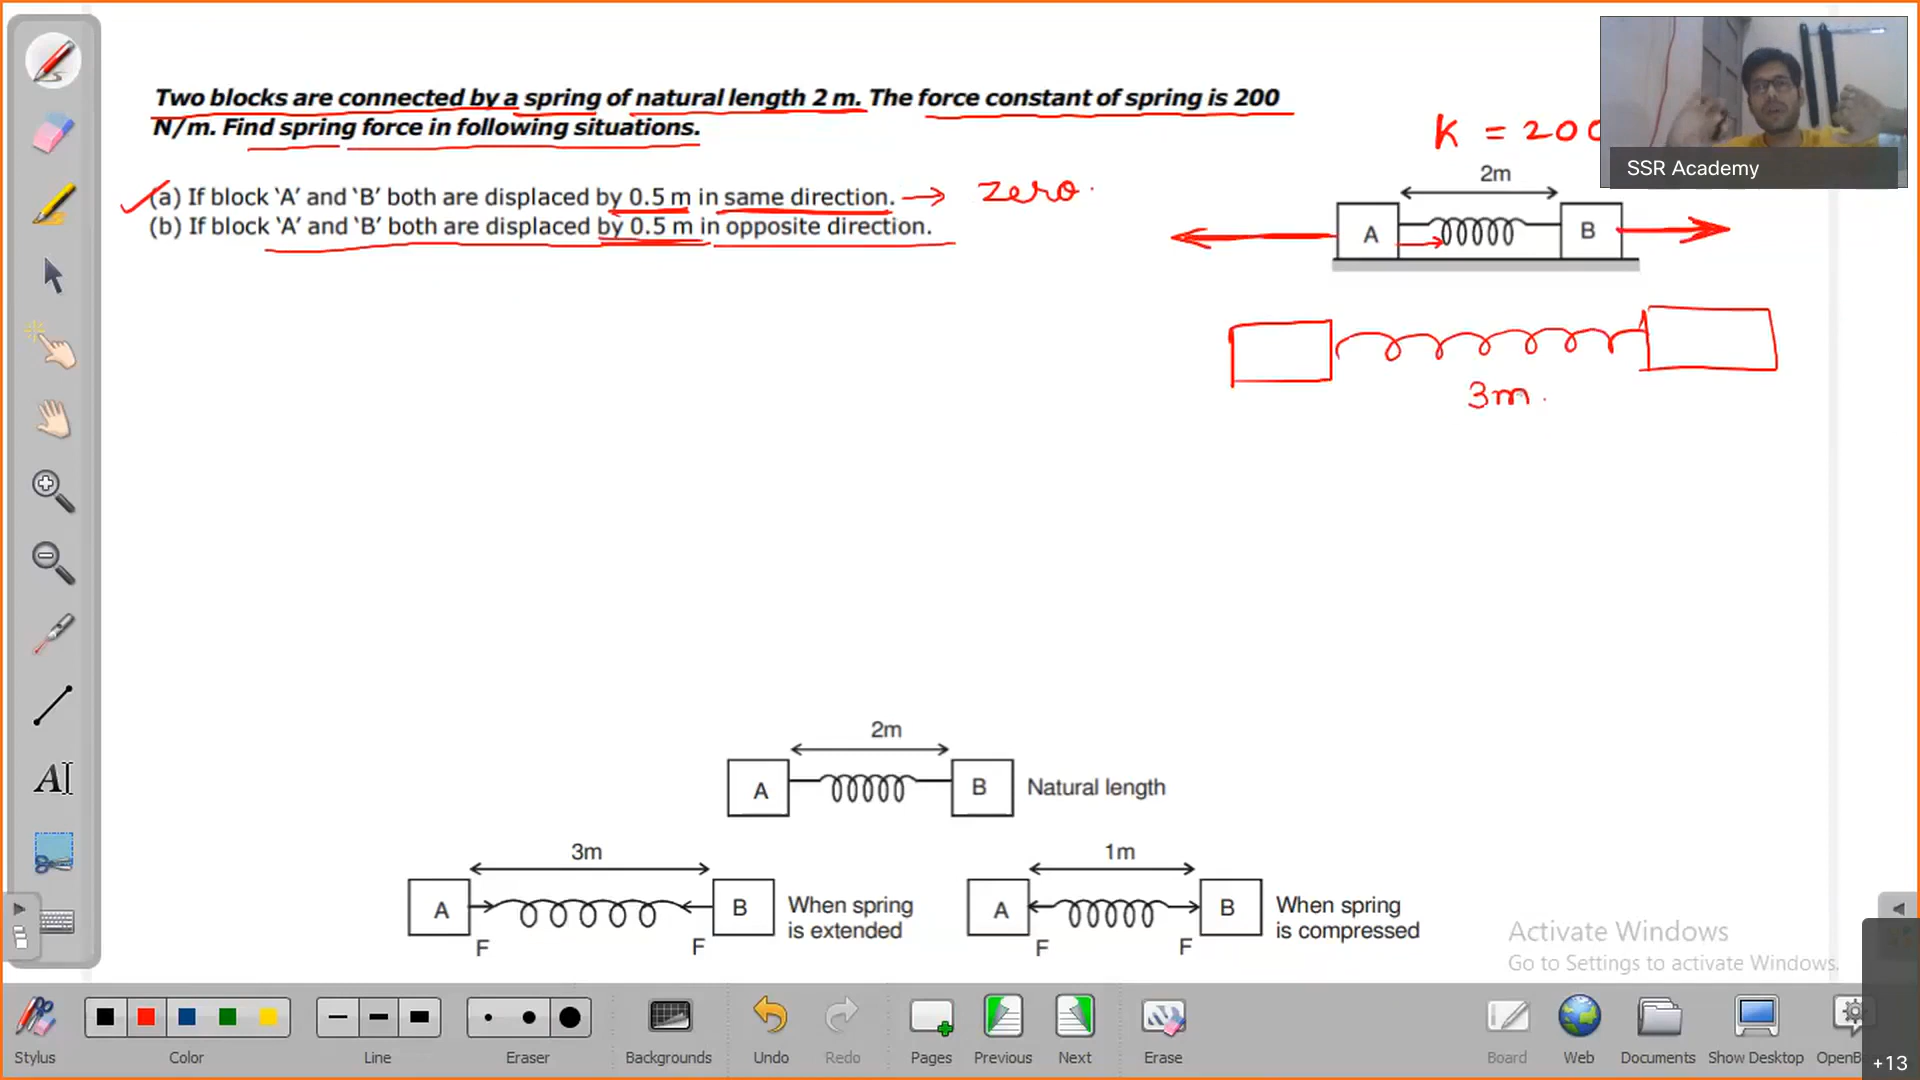 Two blocks are connected by a spring of natural length 2 m. The force constant of spring is 200
N/m. Find spring force in following situations.
K = 200
SSR Academy
(a) If block ‘A’ and ‘B’ both are displaced by 0.5 m in same direction. → zero.
(b) If block ‘A’ and ‘B’ both are displaced by 0.5 m in opposite direction.
2m
A
B
3m.
2m
A
B
Natural length
3m
A
B
When spring
is extended
F
F
1m
A
B
When spring
is compressed
F
F
Activate Windows
Go to Settings to activate Windows.
Stylus
Color
Line
Eraser
Backgrounds
Undo
Redo
Pages
Previous
Next
Erase
Board
Web
Documents
Show Desktop
OpenB
+13